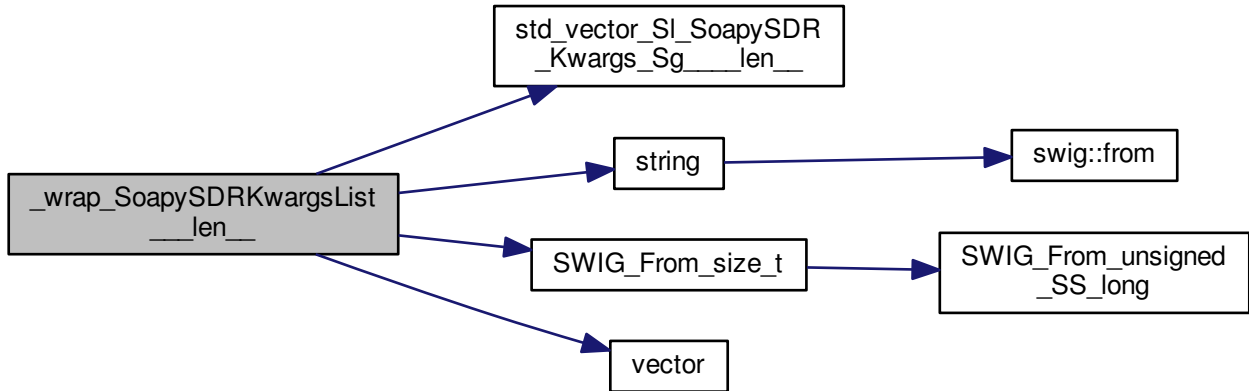 std_vector_Sl_SoapySDR
_Kwargs_Sg____len__
string
swig::from
_wrap_SoapySDRKwargsList
___len__
SWIG_From_size_t
SWIG_From_unsigned
_SS_long
vector